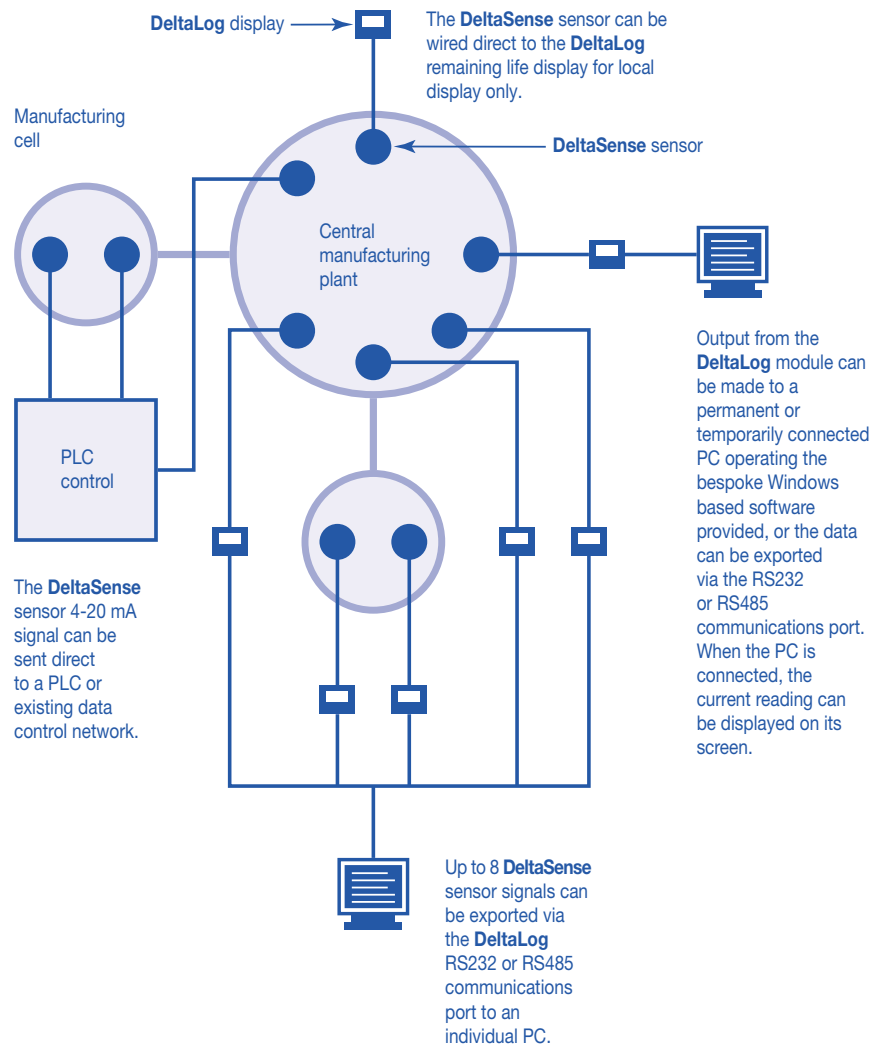 DeltaLog display
The DeltaSense sensor can be
wired direct to the DeltaLog
remaining life display for local
display only.
Manufacturing
cell
DeltaSense sensor
Central
manufacturing
plant
Output from the
DeltaLog module can
be made to a
permanent or
temporarily connected
PC operating the
bespoke Windows
based software
provided, or the data
can be exported
via the RS232
or RS485
communications port.
When the PC is
connected, the
current reading can
be displayed on its
screen.
PLC
control
The DeltaSense
sensor 4-20 mA
signal can be
sent direct
to a PLC or
existing data
control network.
Up to 8 DeltaSense
sensor signals can
be exported via
the DeltaLog
RS232 or RS485
communications
port to an
individual PC.